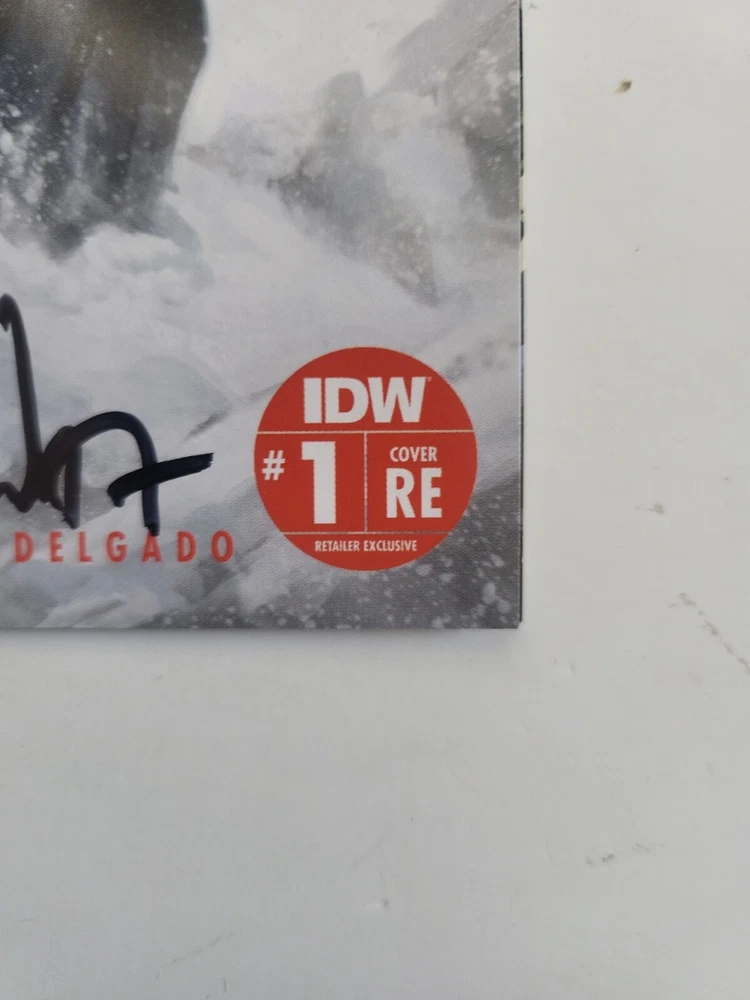 IDW
# 1
COVER
RE
DELGADO
RETAILER EXCLUSIVE